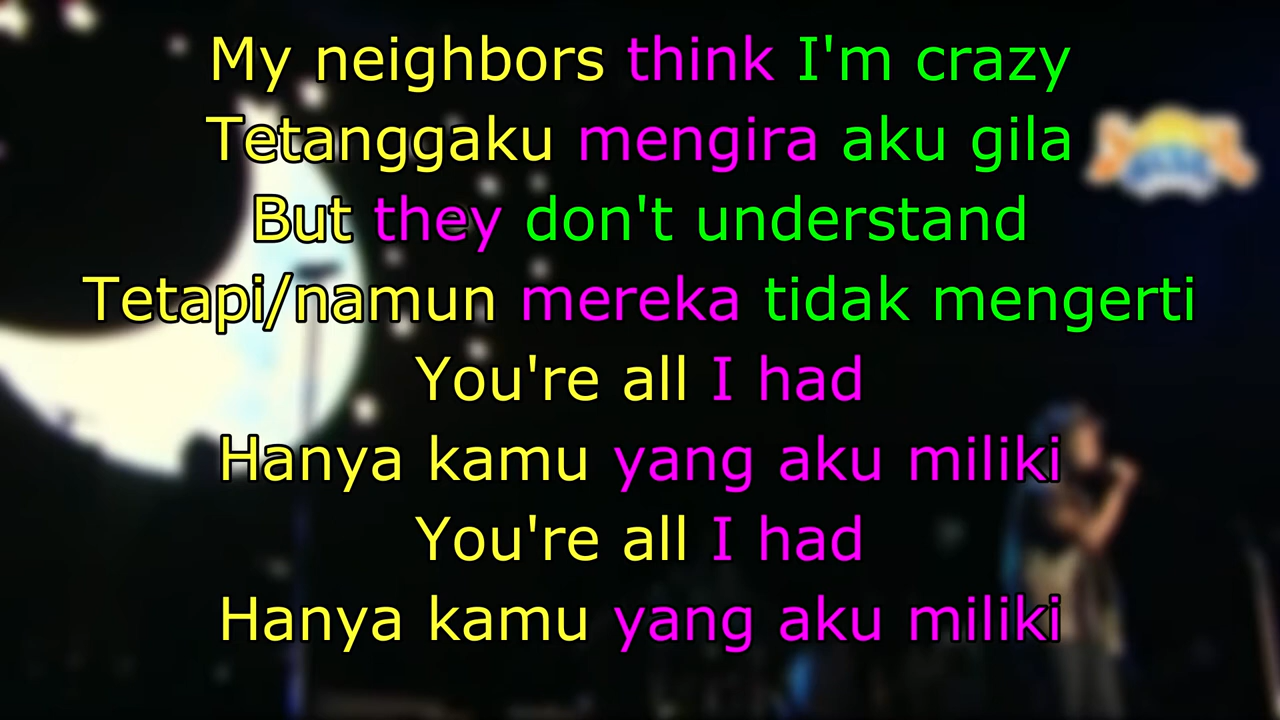 My neighbors think I'm crazy
Tetanggaku mengira aku gila
But they don't understand
Tetapi/namun mereka tidak mengerti
You're all I had
Hanya kamu yang aku miliki
You're all I had
Hanya kamu yang aku miliki